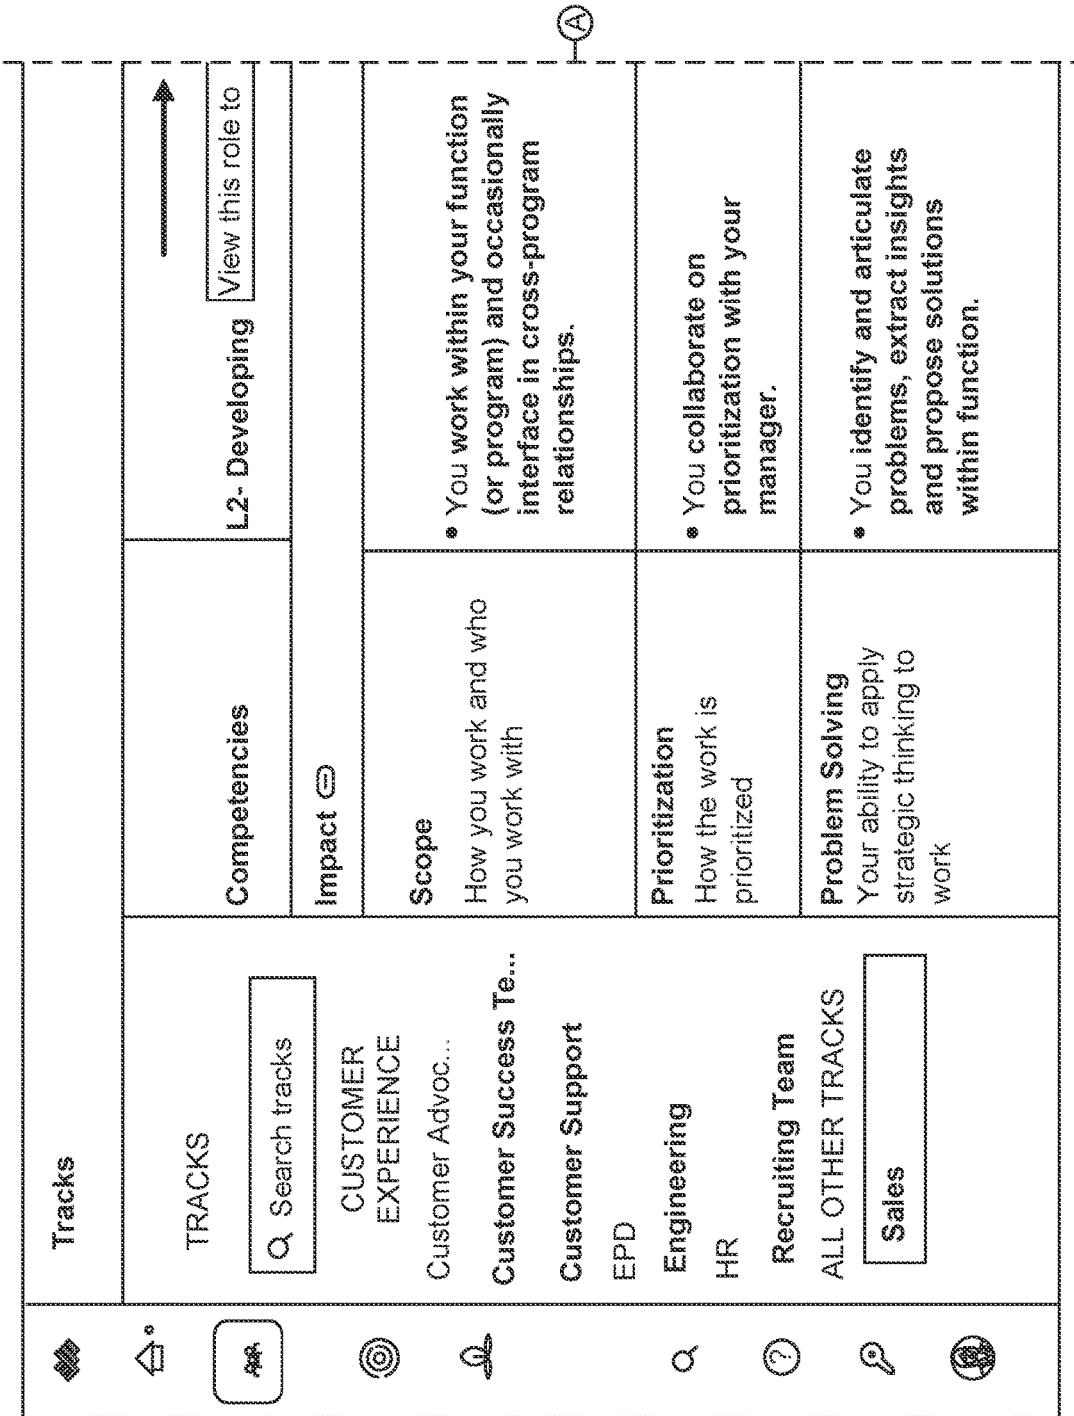 Tracks
TRACKS
Search tracks
CUSTOMER
EXPERIENCE
Customer Advoc...
Customer Success Te...
Customer Support
EPD
Engineering
HR
Recruiting Team
ALL OTHER TRACKS
Sales
Competencies
L2- Developing
View this role to
Impact
Scope
How you work and who
you work with
• You work within your function
(or program) and occasionally
interface in cross-program
relationships.
Prioritization
How the work is
prioritized
• You collaborate on
prioritization with your
manager.
Problem Solving
Your ability to apply
strategic thinking to
work
• You identify and articulate
problems, extract insights
and propose solutions
within function.
A
?